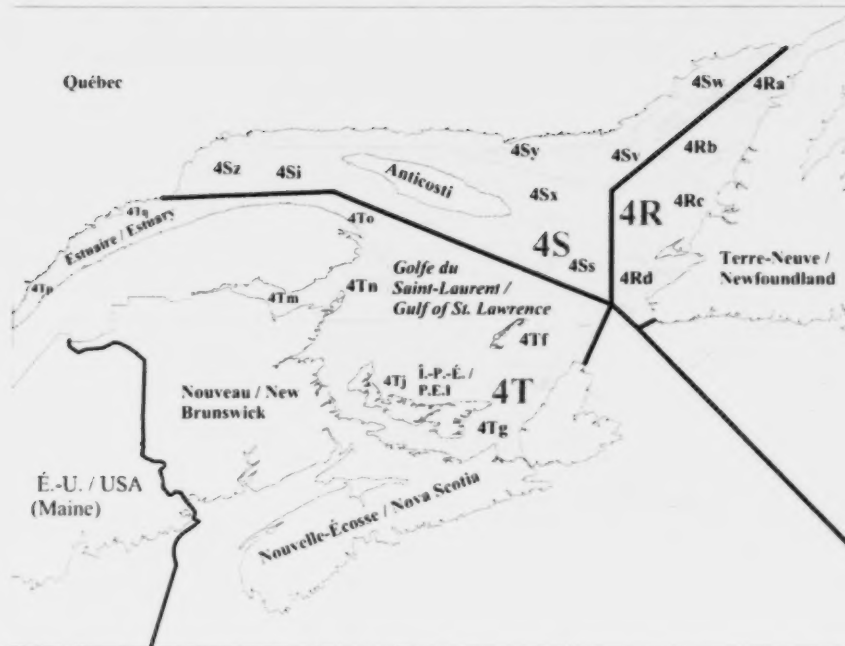 Québec
4Sw
4Ra
4Sy
4Sv
4Rb
4Sz
4Si
Anticosti
4Sx
4R
4Rc
4Tq
Estuaire / Estuary
4To
4S
4Ss
Terre-Neuve /
Newfoundland
4Rd
Golfe du
Saint-Laurent /
Gulf of St. Lawrence
4Tp
4Tn
4Tm
4Tf
Nouveau / New
Brunswick
4Tj
Î.-P.-É. /
P.E.I
4T
4Tg
É.-U. / USA
(Maine)
Nouvelle-Écosse / Nova Scotia